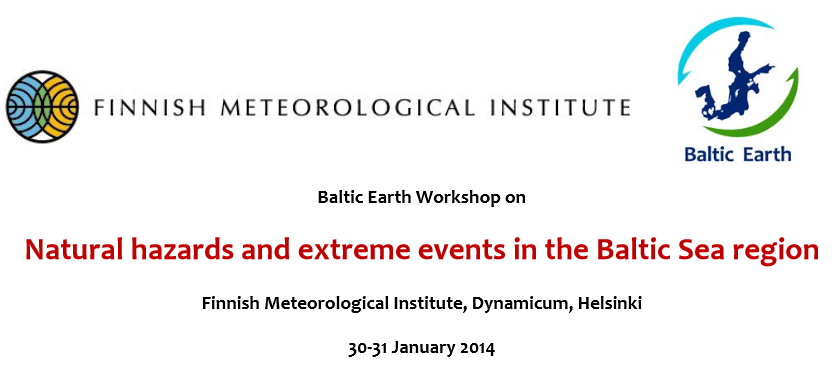 FINNISH METEOROLOGICAL INSTITUTE
Baltic Earth
Baltic Earth Workshop on
Natural hazards and extreme events in the Baltic Sea region
Finnish Meteorological Institute, Dynamicum, Helsinki
30-31 January 2014